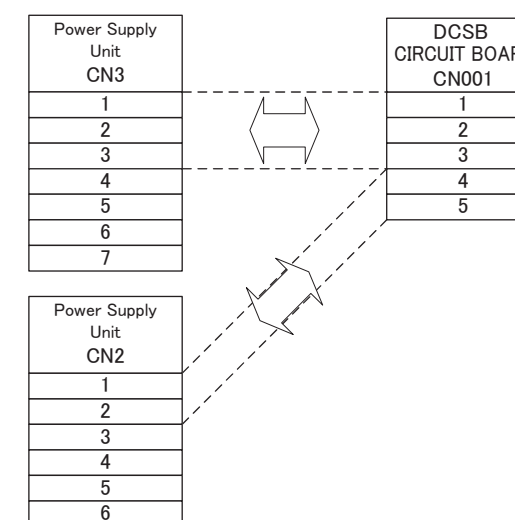 Power Supply
Unit
CN3
1
2
3
4
5
6
7
DCSB
CIRCUIT BOAR
CN001
1
2
3
4
5
Power Supply
Unit
CN2
1
2
3
4
5
6